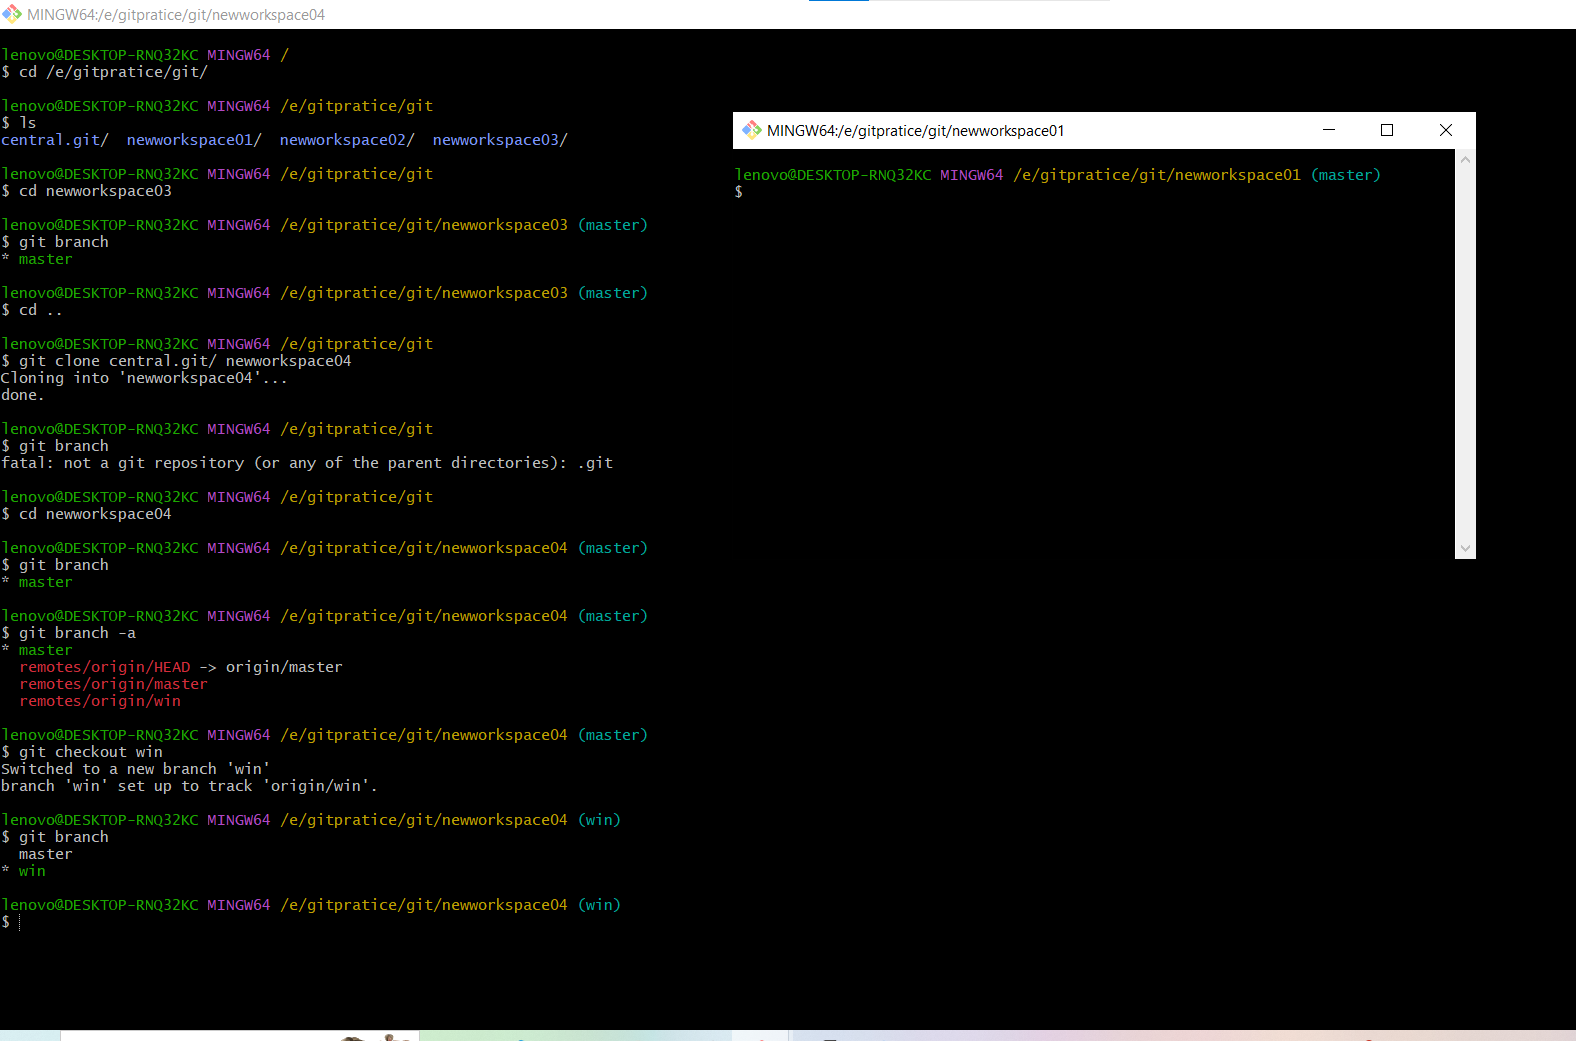 MINGW64:/e/gitpratice/git/newworkspace04
lenovo@DESKTOP-RNQ32KC MINGW64 /
$ cd /e/gitpratice/git/
lenovo@DESKTOP-RNQ32KC MINGW64 /e/gitpratice/git
$ ls
central.git/  newworkspace01/  newworkspace02/  newworkspace03/
lenovo@DESKTOP-RNQ32KC MINGW64 /e/gitpratice/git
$ cd newworkspace03
lenovo@DESKTOP-RNQ32KC MINGW64 /e/gitpratice/git/newworkspace03 (master)
$ git branch
* master
lenovo@DESKTOP-RNQ32KC MINGW64 /e/gitpratice/git/newworkspace03 (master)
$ cd ..
lenovo@DESKTOP-RNQ32KC MINGW64 /e/gitpratice/git
$ git clone central.git/ newworkspace04
Cloning into 'newworkspace04'...
done.
lenovo@DESKTOP-RNQ32KC MINGW64 /e/gitpratice/git
$ git branch
fatal: not a git repository (or any of the parent directories): .git
lenovo@DESKTOP-RNQ32KC MINGW64 /e/gitpratice/git
$ cd newworkspace04
lenovo@DESKTOP-RNQ32KC MINGW64 /e/gitpratice/git/newworkspace04 (master)
$ git branch
* master
lenovo@DESKTOP-RNQ32KC MINGW64 /e/gitpratice/git/newworkspace04 (master)
$ git branch -a
* master
  remotes/origin/HEAD -> origin/master
  remotes/origin/master
  remotes/origin/win
lenovo@DESKTOP-RNQ32KC MINGW64 /e/gitpratice/git/newworkspace04 (master)
$ git checkout win
Switched to a new branch 'win'
branch 'win' set up to track 'origin/win'.
lenovo@DESKTOP-RNQ32KC MINGW64 /e/gitpratice/git/newworkspace04 (win)
$ git branch
  master
* win
lenovo@DESKTOP-RNQ32KC MINGW64 /e/gitpratice/git/newworkspace04 (win)
$
MINGW64:/e/gitpratice/git/newworkspace01
lenovo@DESKTOP-RNQ32KC MINGW64 /e/gitpratice/git/newworkspace01 (master)
$